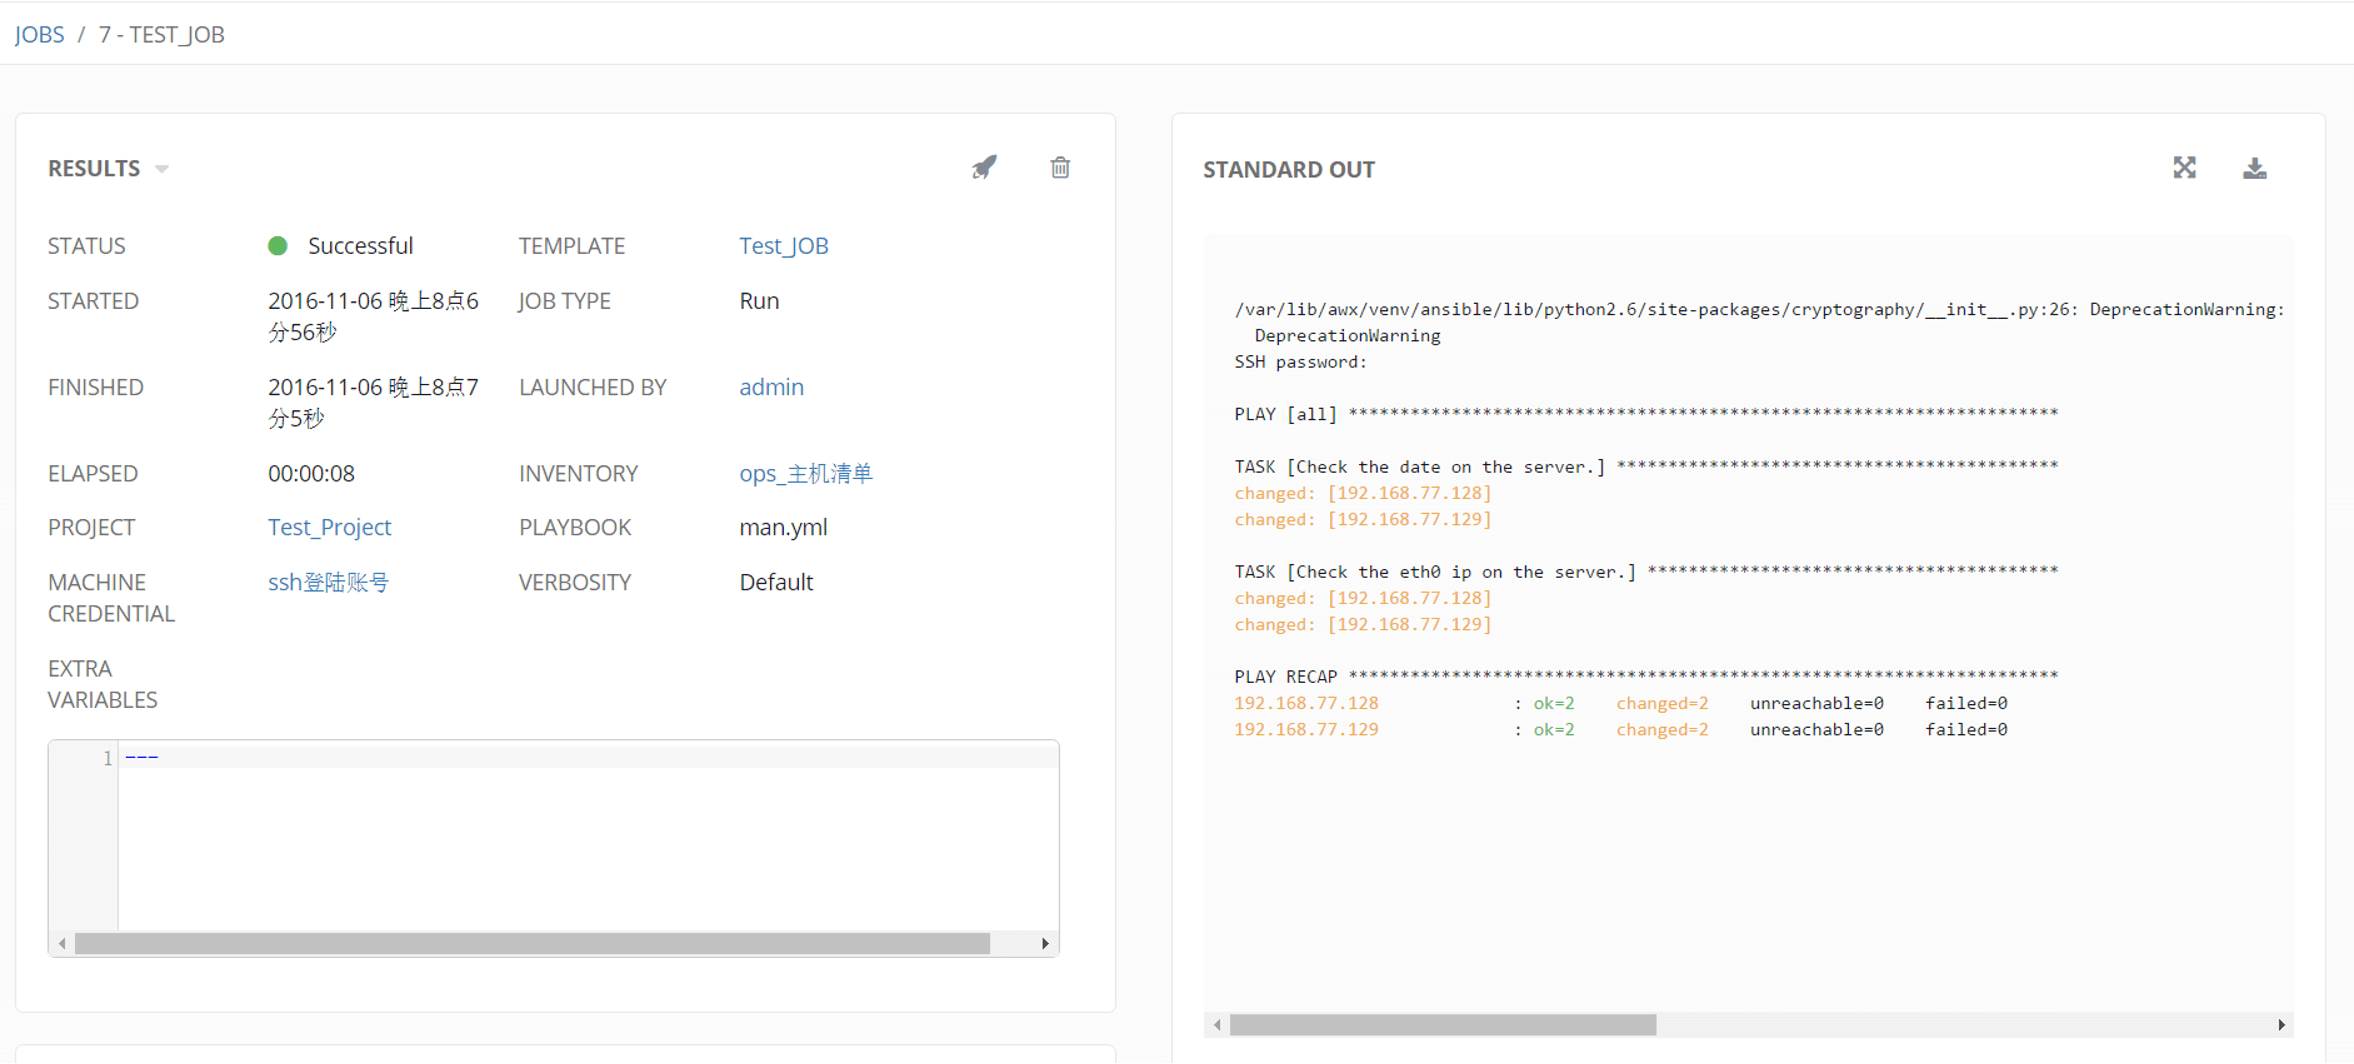 JOBS / 7 - TEST_JOB
RESULTS
STATUS Successful TEMPLATE Test_JOB
STARTED 2016-11-06 晚上8点6分56秒 JOB TYPE Run
FINISHED 2016-11-06 晚上8点7分5秒 LAUNCHED BY admin
ELAPSED 00:00:08 INVENTORY ops_主机清单
PROJECT Test_Project PLAYBOOK man.yml
MACHINE CREDENTIAL ssh登陆账号 VERBOSITY Default
EXTRA VARIABLES
1 ---
STANDARD OUT
/var/lib/awx/venv/ansible/lib/python2.6/site-packages/cryptography/__init__.py:26: DeprecationWarning:
DeprecationWarning
SSH password:
PLAY [all] *********************************************************************
TASK [Check the date on the server.] *******************************************
changed: [192.168.77.128]
changed: [192.168.77.129]
TASK [Check the eth0 ip on the server.] ****************************************
changed: [192.168.77.128]
changed: [192.168.77.129]
PLAY RECAP *********************************************************************
192.168.77.128 : ok=2 changed=2 unreachable=0 failed=0
192.168.77.129 : ok=2 changed=2 unreachable=0 failed=0